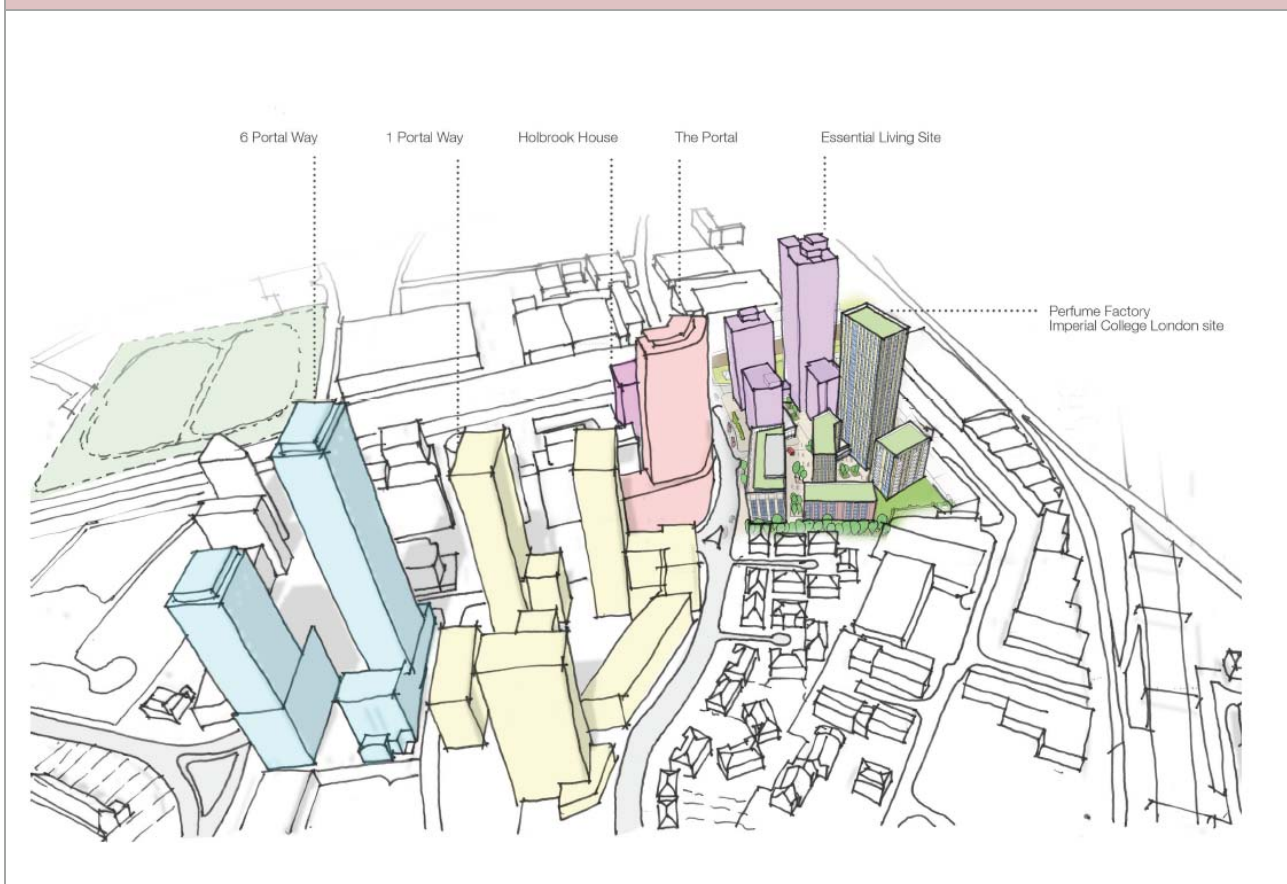 6 Portal Way
1 Portal Way
Holbrook House
The Portal
Essential Living Site
Perfume Factory
Imperial College London site